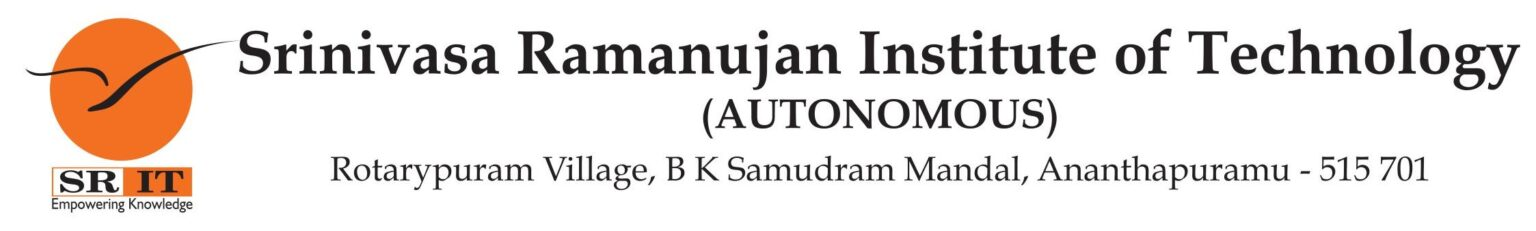 Srinivasa Ramanujan Institute of Technology
(AUTONOMOUS)
Rotarypuram Village, B K Samudram Mandal, Ananthapuramu - 515 701
SR IT
Empowering Knowledge